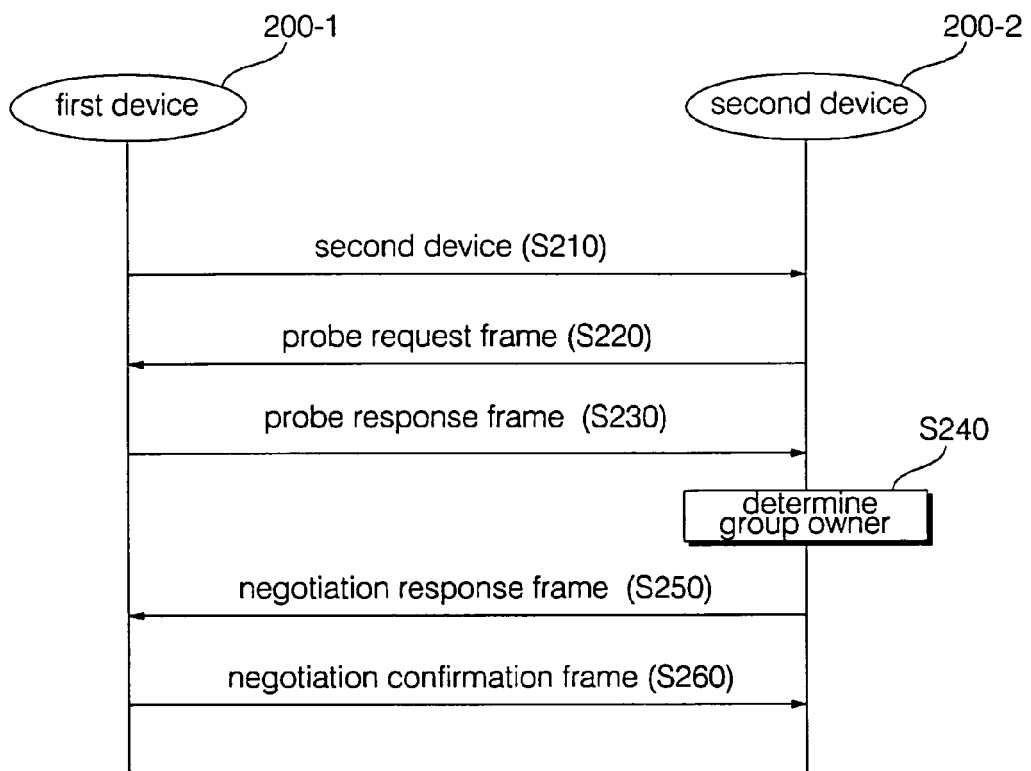 200-1
200-2
first device
second device
second device (S210)
probe request frame (S220)
probe response frame (S230)
S240
determine
group owner
negotiation response frame (S250)
negotiation confirmation frame (S260)